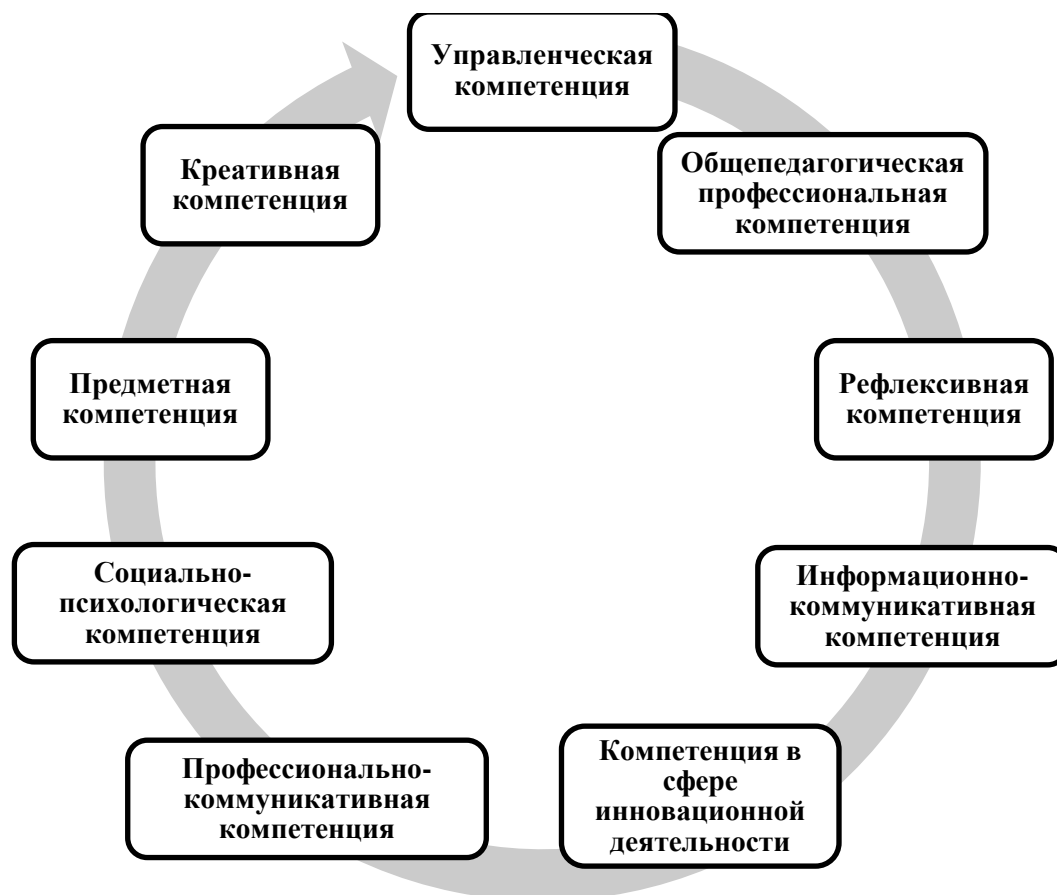 Управленческая
компетенция
Общепедагогическая
профессиональная
компетенция
Рефлексивная
компетенция
Информационно-
коммуникативная
компетенция
Компетенция в
сфере
инновационной
деятельности
Профессионально-
коммуникативная
компетенция
Социально-
психологическая
компетенция
Предметная
компетенция
Креативная
компетенция